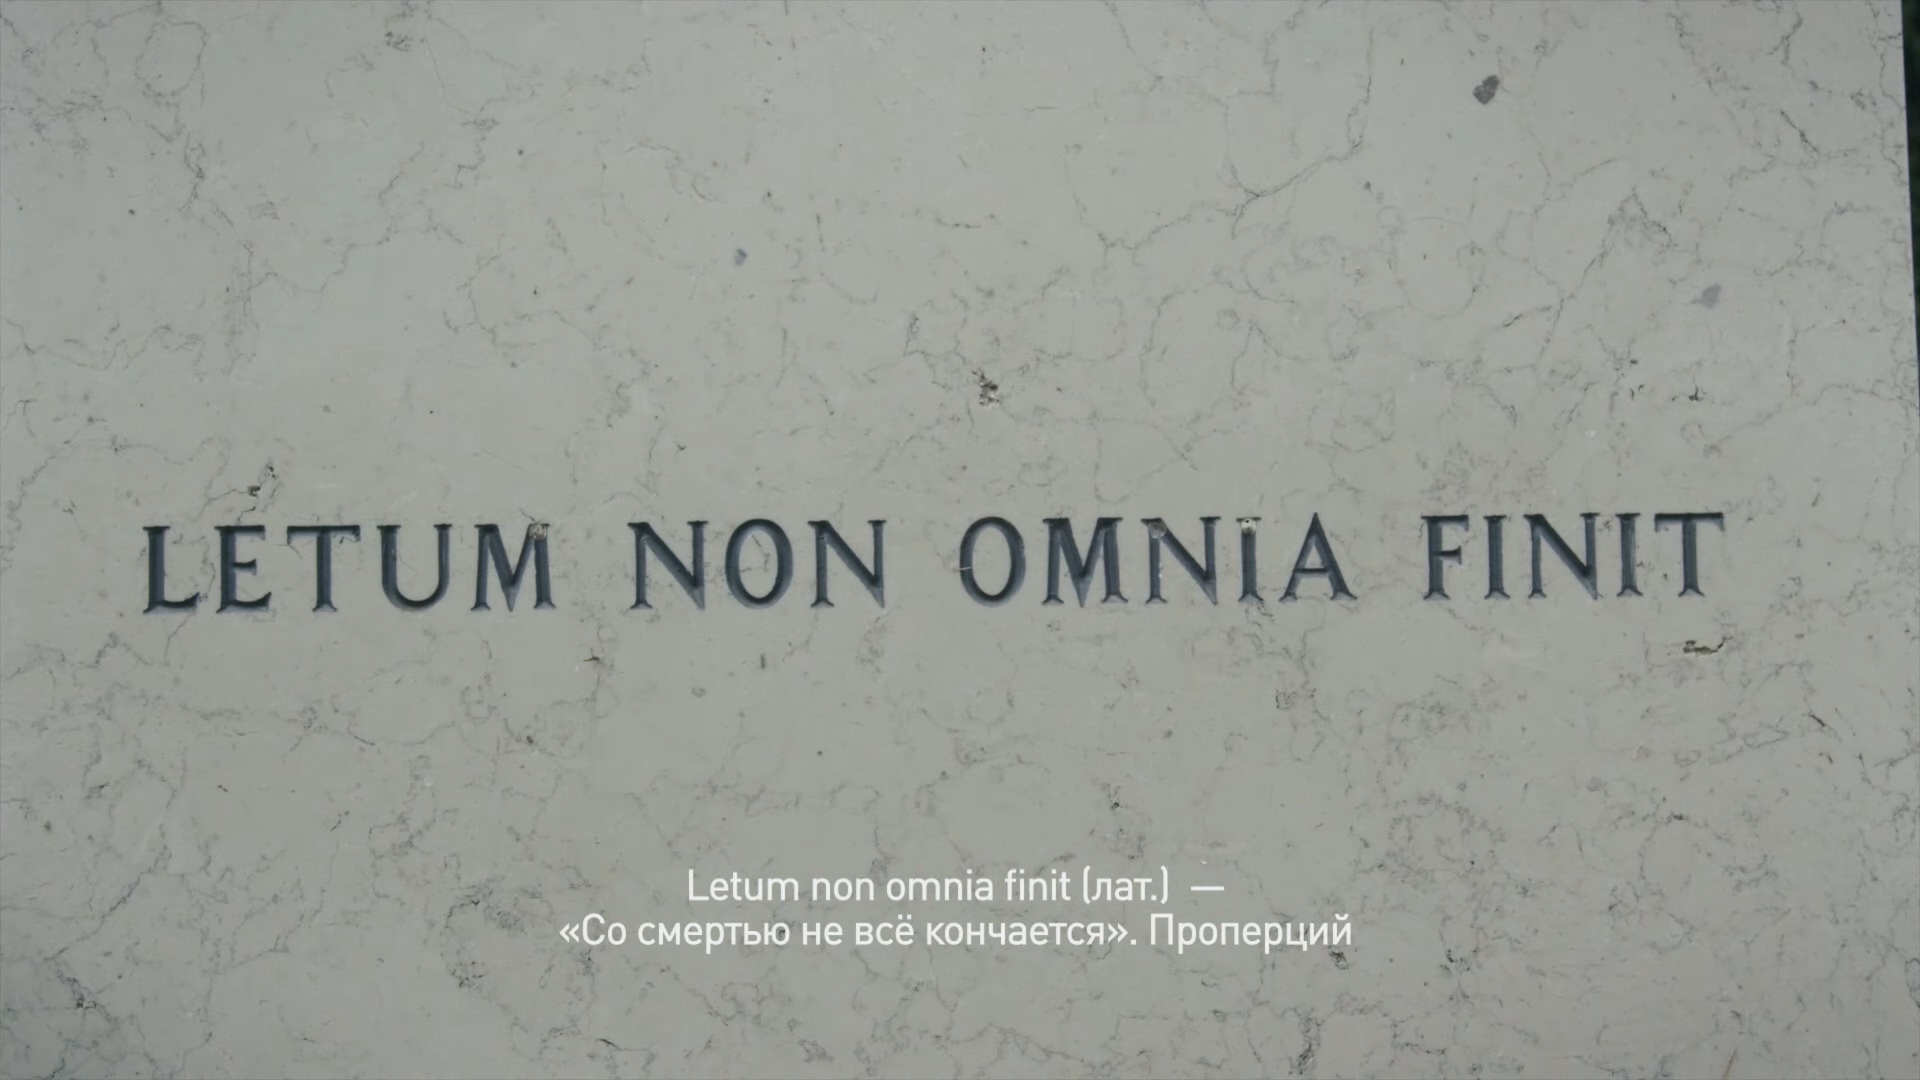 LETUM NON OMNIA FINIT
Letum non omnia finit (лат.) —
«Со смертью не всё кончается». Проперций